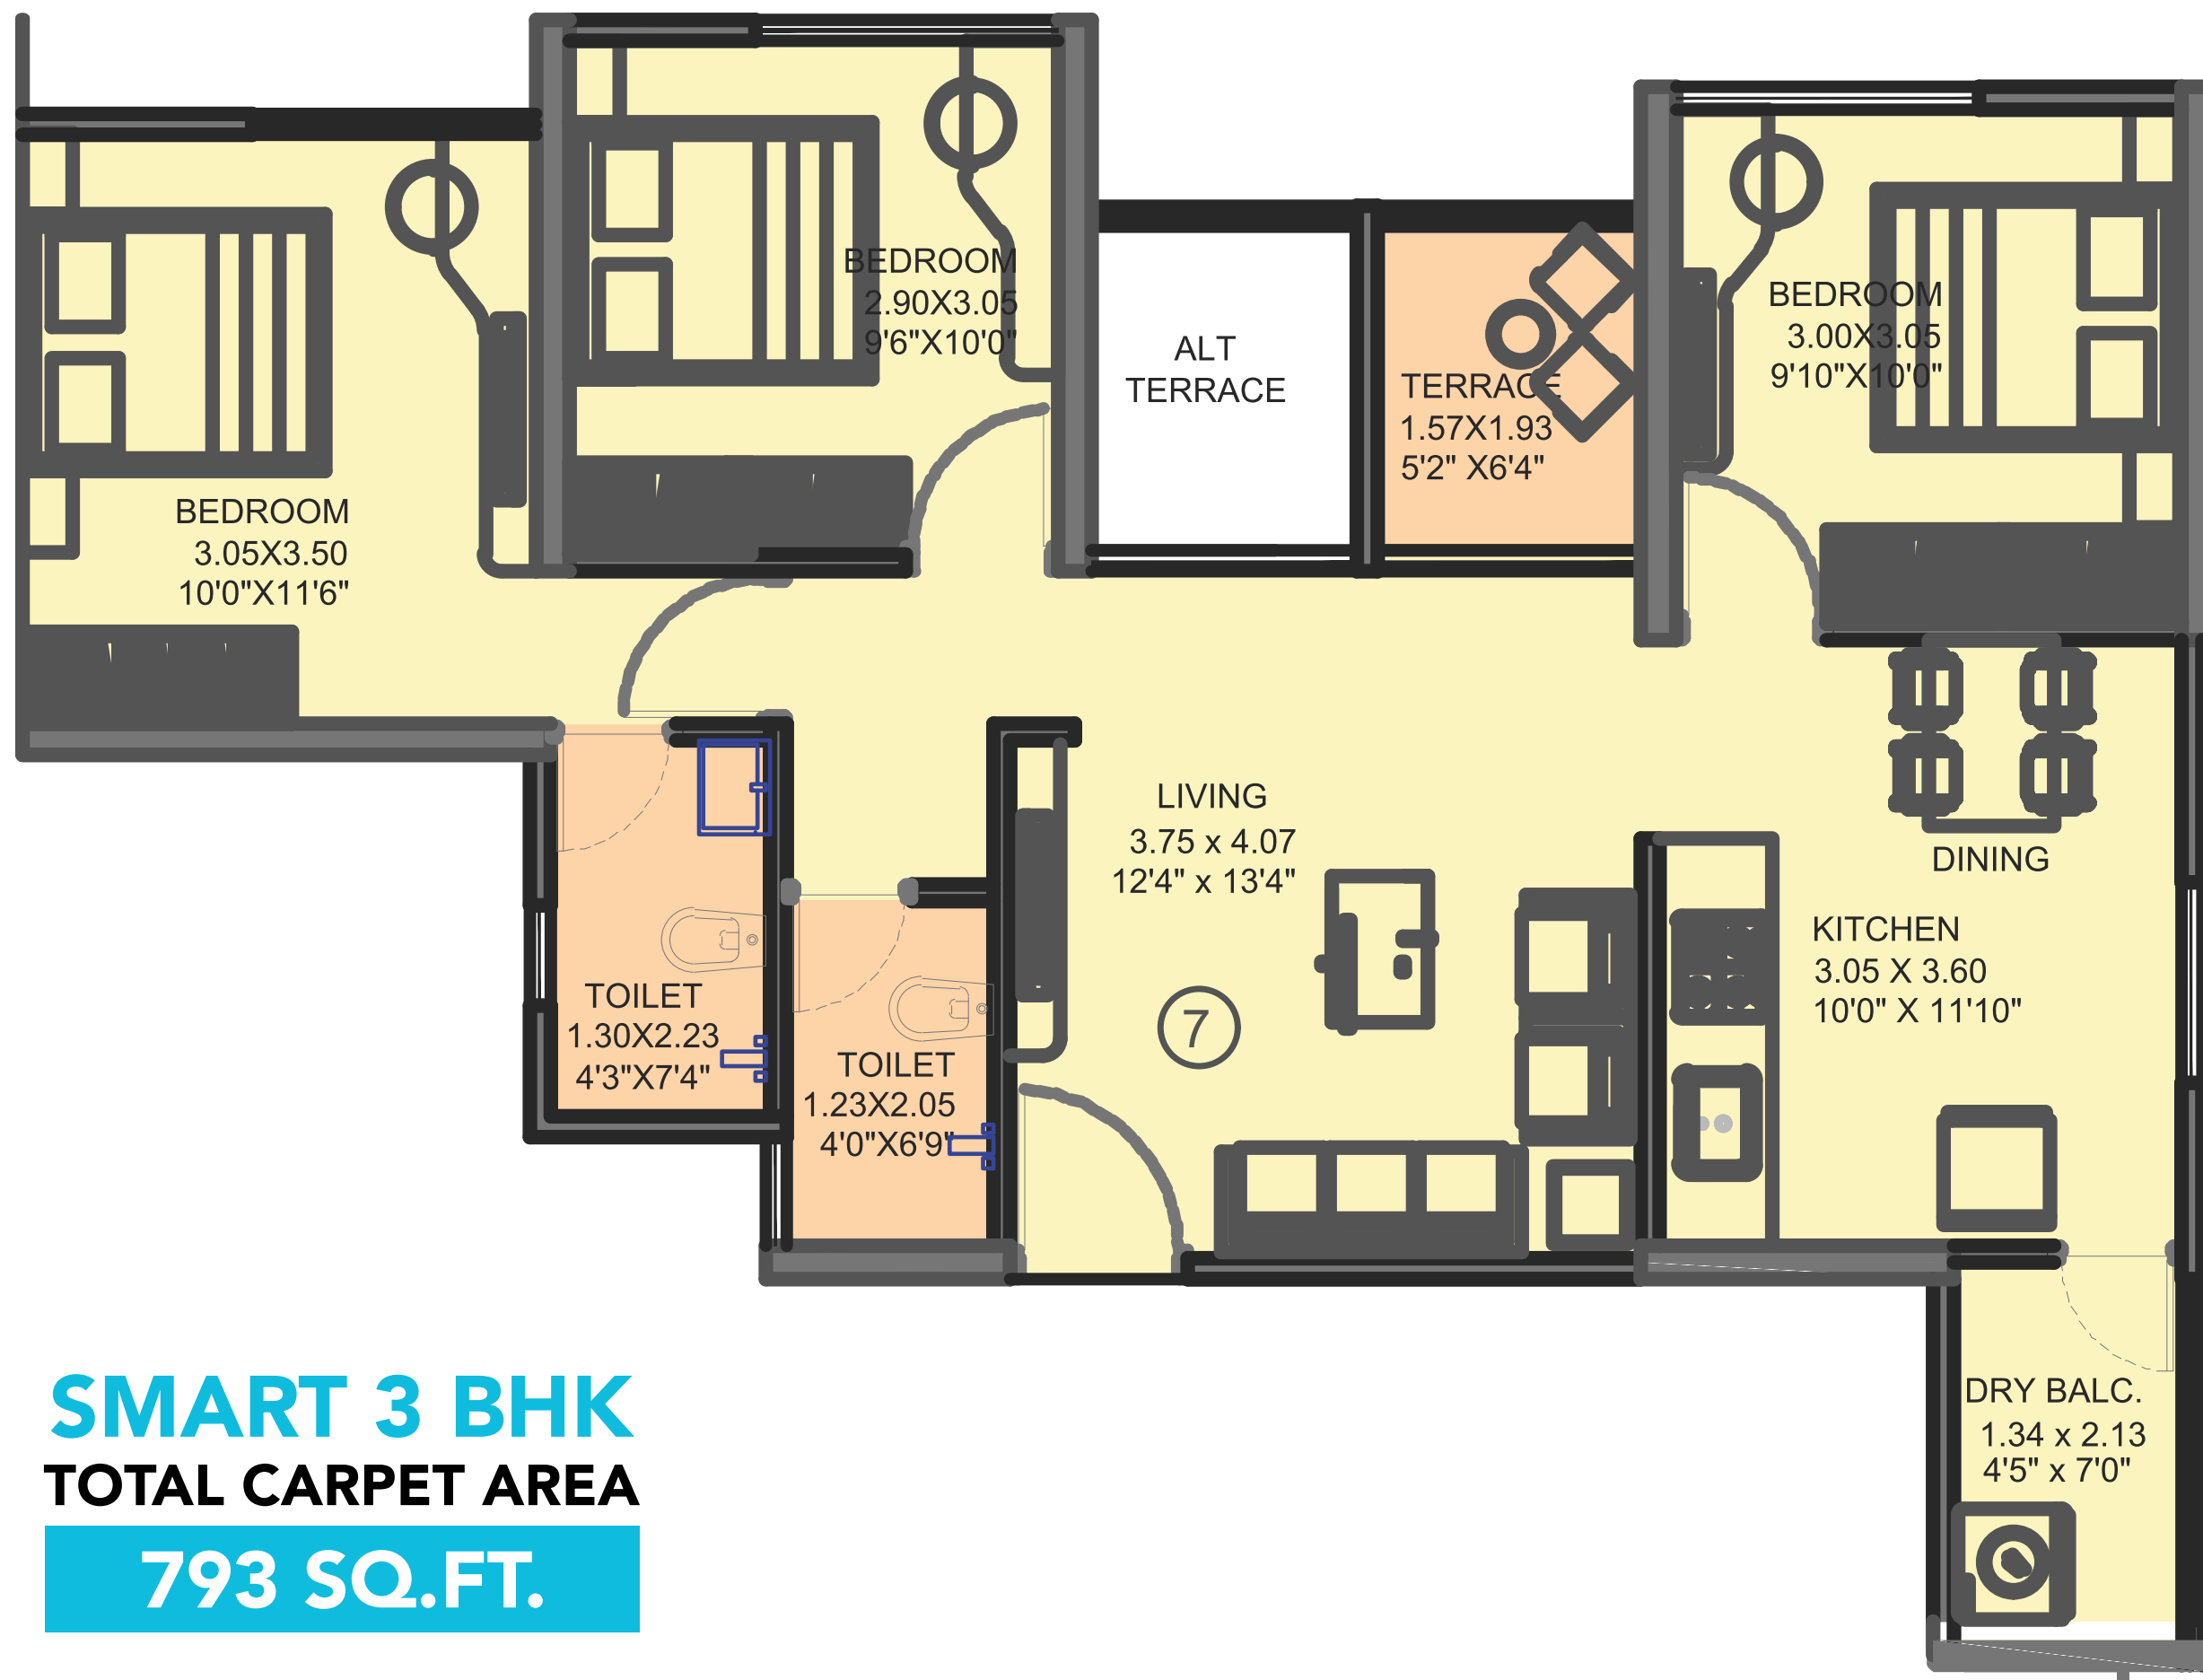 BEDROOM
2.90X3.05
9'6"X10'0"
BEDROOM
3.00X3.05
9'10"X10'0"
ALT
TERRACE
TERRACE
1.57X1.93
5'2" X6'4"
BEDROOM
3.05X3.50
10'0"X11'6"
LIVING
3.75 x 4.07
12'4" x 13'4"
DINING
KITCHEN
3.05 X 3.60
10'0" X 11'10"
TOILET
1.30X2.23
4'3"X7'4"
7
TOILET
1.23X2.05
4'0"X6'9"
DRY BALC.
1.34 x 2.13
4'5" x 7'0"
SMART 3 BHK
TOTAL CARPET AREA
793 SQ.FT.